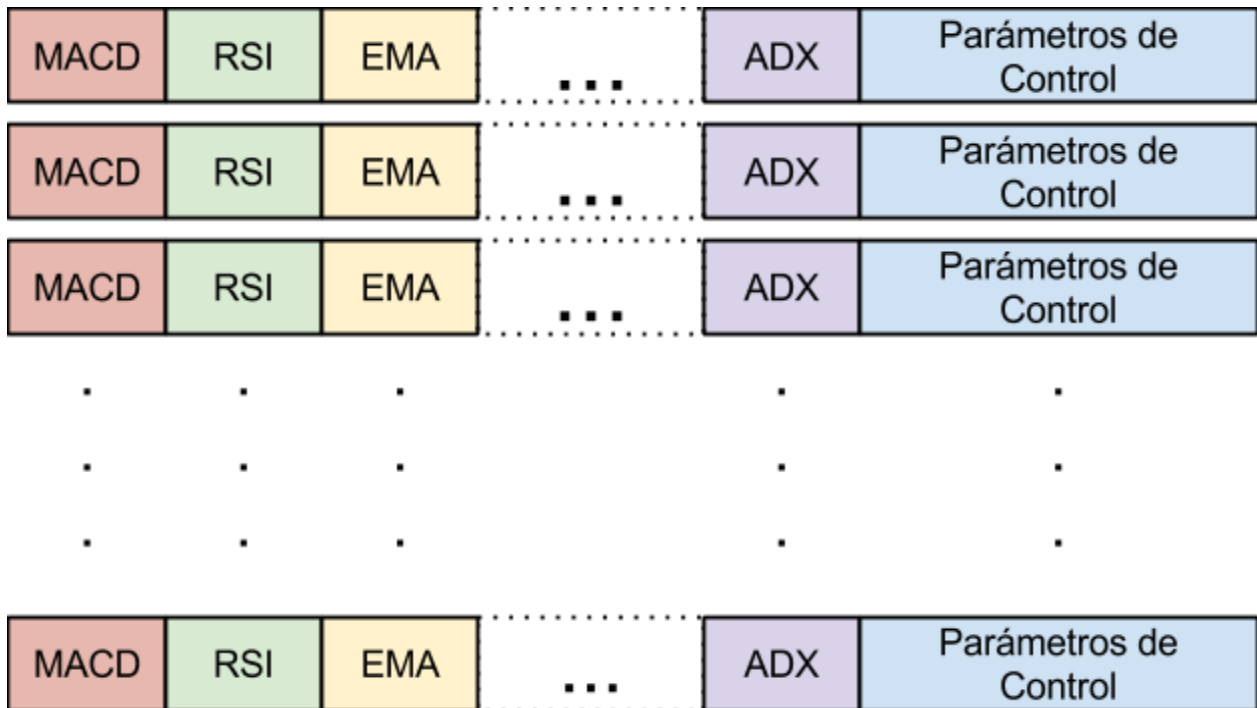 MACD RSI EMA ... ADX Parámetros de
Control
MACD RSI EMA ... ADX Parámetros de
Control
MACD RSI EMA ... ADX Parámetros de
Control
. . . . .
. . . . .
. . . . .
MACD RSI EMA ... ADX Parámetros de
Control